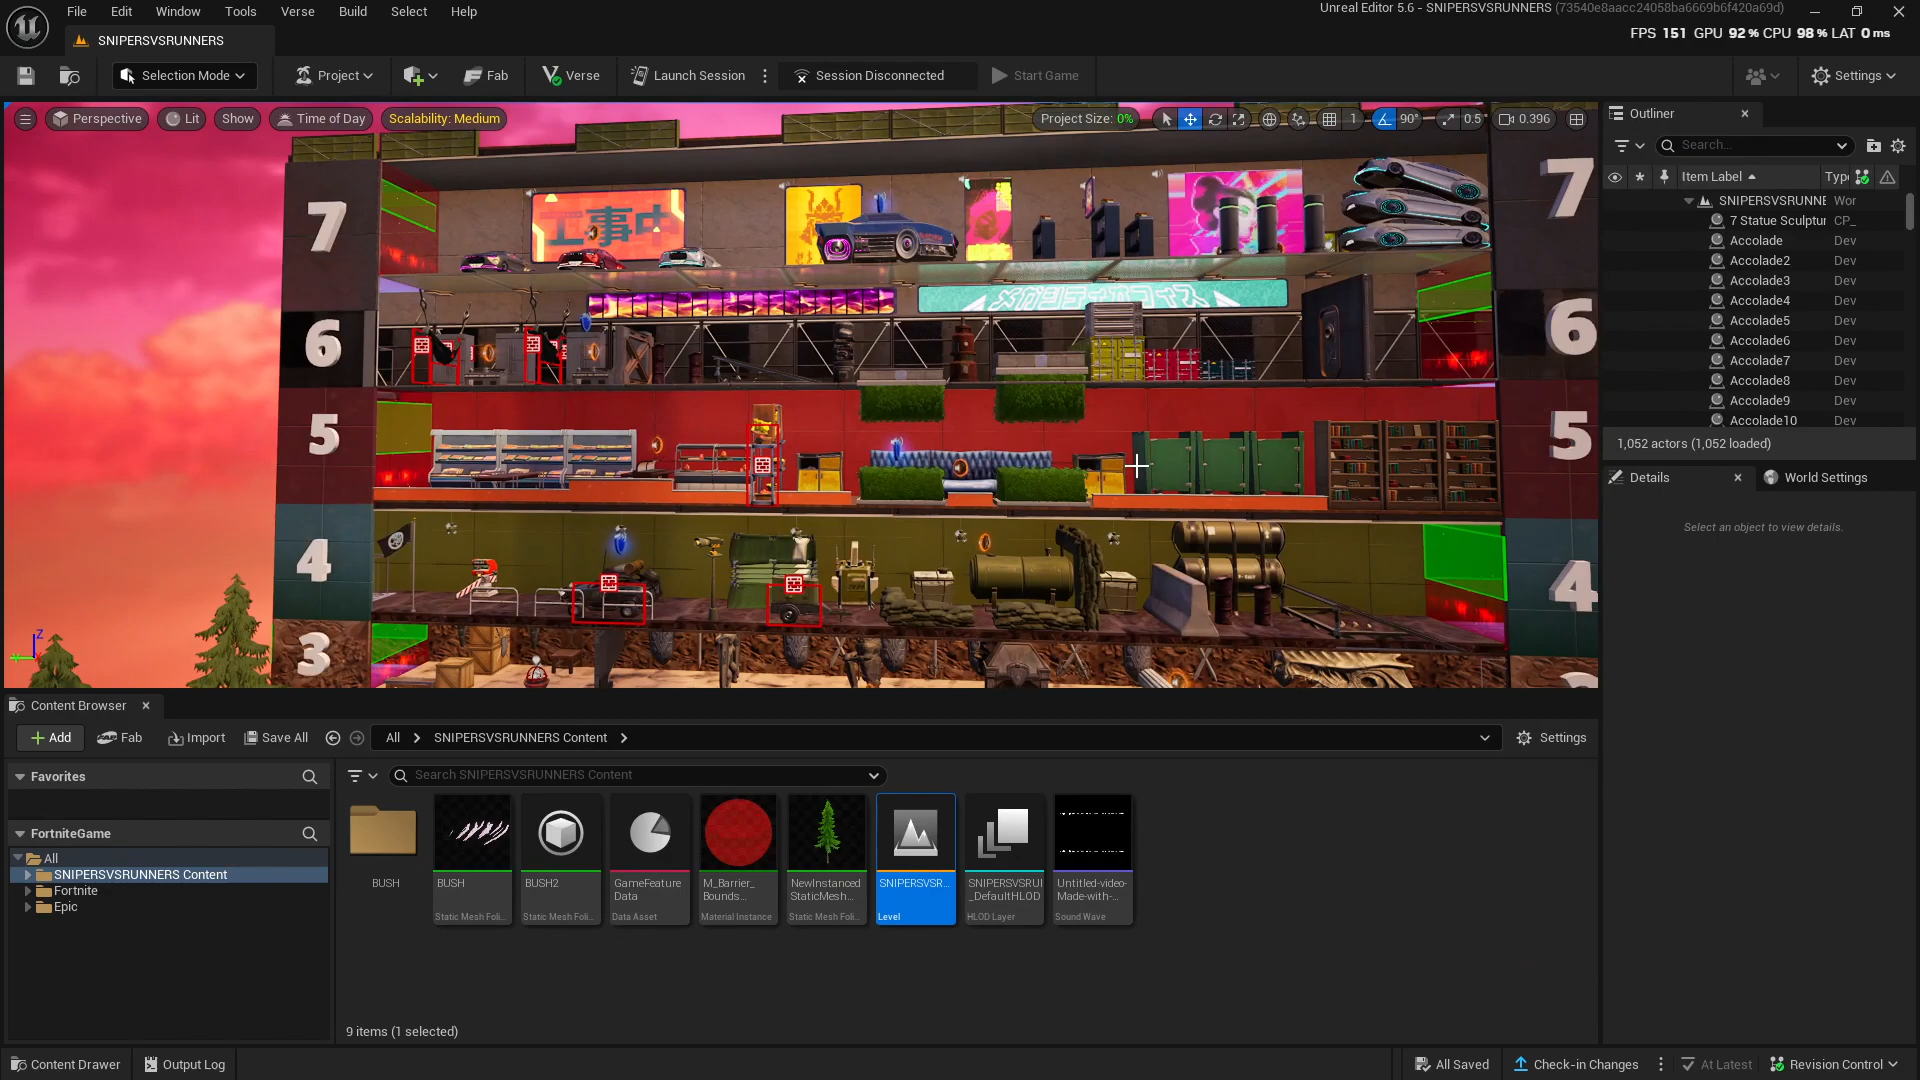 File Edit Window Tools Verse Build Select Help
Unreal Editor 5.6 - SNIPERSVSRUNNERS (73540e8aacc24058ba6669b6f420a69d)
SNIPERSVSRUNNERS
FPS 151 GPU 92 % CPU 98 % LAT 0 ms
Selection Mode
Project
Fab
Verse
Launch Session
Session Disconnected
Start Game
Settings
Perspective
Lit
Show
Time of Day
Scalability: Medium
Project Size: 0%
1
90°
0.5
0.396
7
工事中
7
6
6
5
5
4
4
3
Z
Outliner
Search...
Item Label
Typ
SNIPERSVSRUNNE Wor
7 Statue Sculptur CP_
Accolade Dev
Accolade2 Dev
Accolade3 Dev
Accolade4 Dev
Accolade5 Dev
Accolade6 Dev
Accolade7 Dev
Accolade8 Dev
Accolade9 Dev
Accolade10 Dev
1,052 actors (1,052 loaded)
Details
World Settings
Select an object to view details.
Content Browser
Add
Fab
Import
Save All
All
SNIPERSVSRUNNERS Content
Settings
Favorites
FortniteGame
All
SNIPERSVSRUNNERS Content
Fortnite
Epic
Search SNIPERSVSRUNNERS Content
BUSH
BUSH
Static Mesh Foli...
BUSH2
Static Mesh Foli...
GameFeature
Data
Data Asset
M_Barrier_
Bounds...
Material Instance
NewInstanced
StaticMesh...
Static Mesh Foli...
SNIPERSVSR...
Level
SNIPERSVSRUI
_DefaultHLOD
HLOD Layer
Untitled-video-
Made-with-...
Sound Wave
9 items (1 selected)
Content Drawer
Output Log
All Saved
Check-in Changes
At Latest
Revision Control